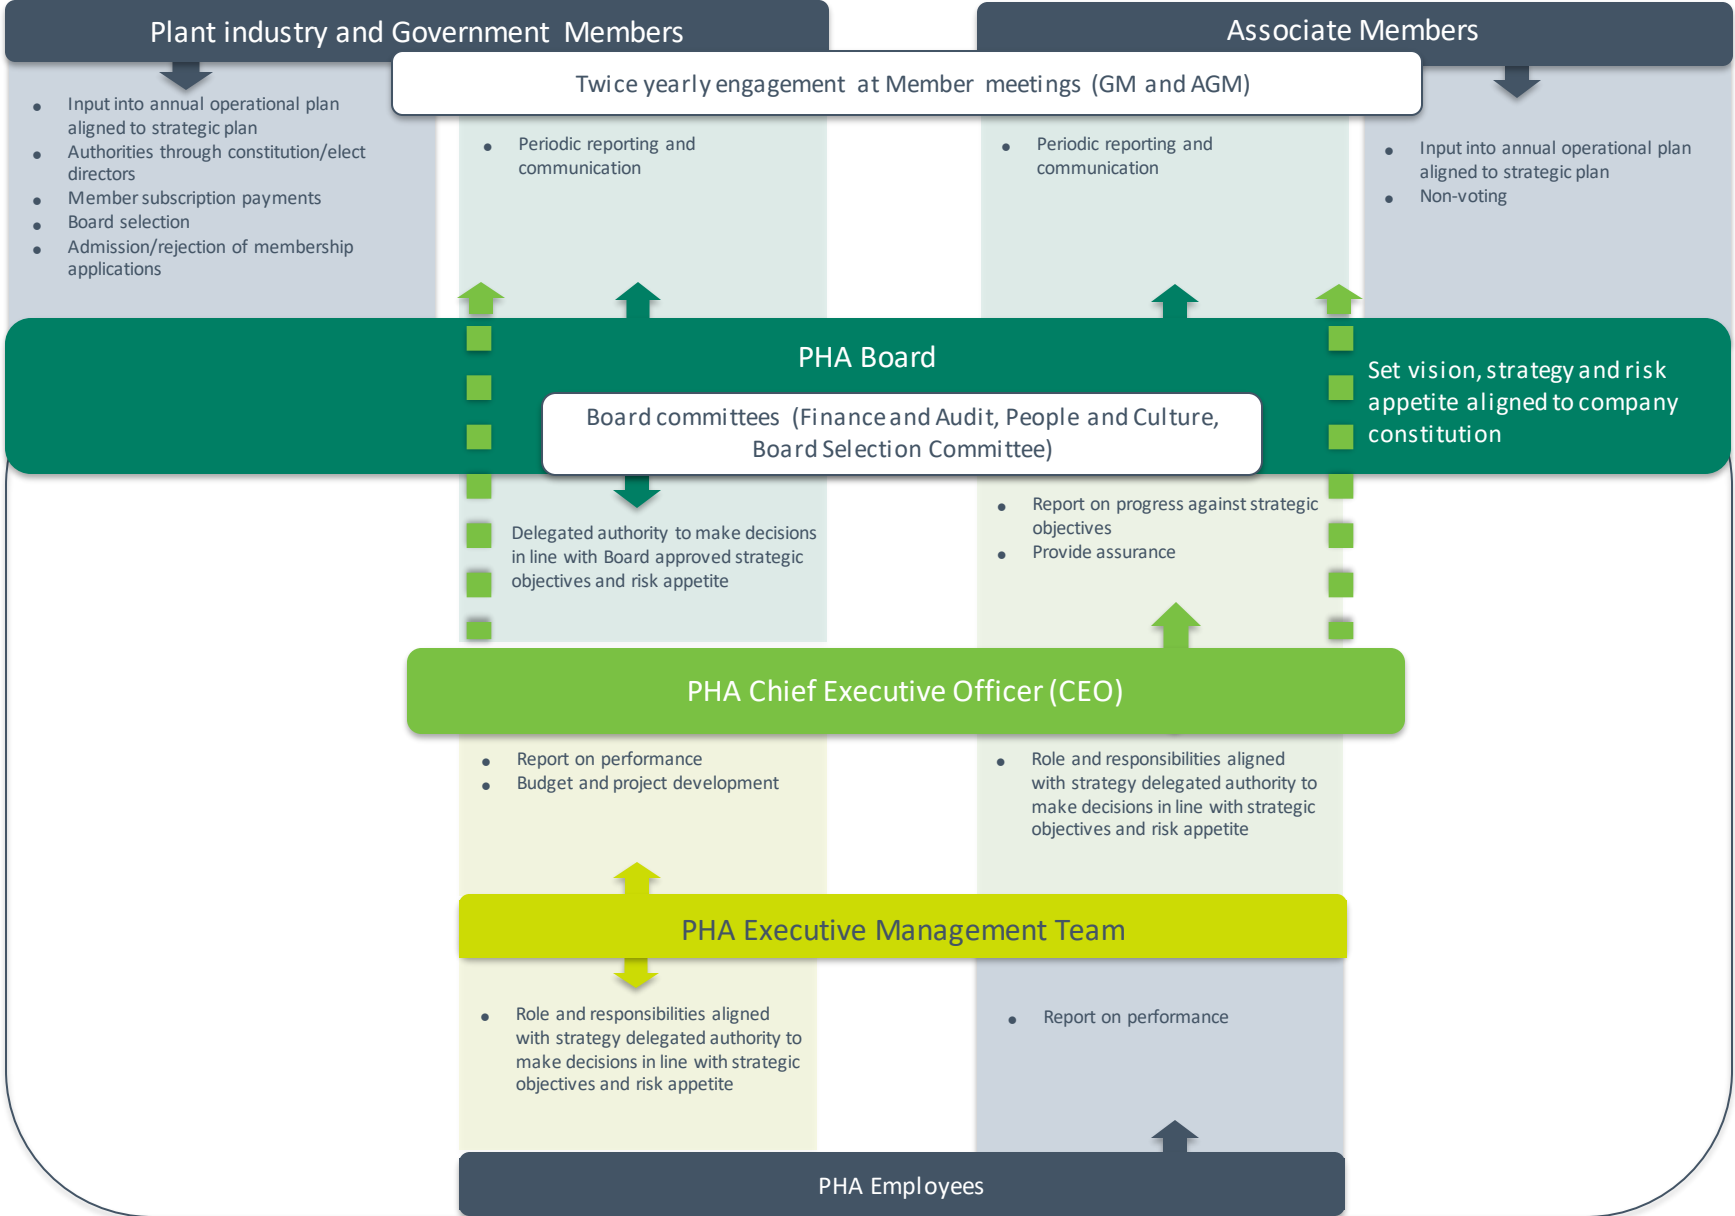 Plant industry and Government Members
Associate Members
Twice yearly engagement at Member meetings (GM and AGM)
• Input into annual operational plan
aligned to strategic plan
• Authorities through constitution/elect
directors
• Member subscription payments
• Board selection
• Admission/rejection of membership
applications
• Periodic reporting and
communication
• Periodic reporting and
communication
• Input into annual operational plan
aligned to strategic plan
• Non-voting
PHA Board
Board committees (Finance and Audit, People and Culture,
Board Selection Committee)
Set vision, strategy and risk
appetite aligned to company
constitution
Delegated authority to make decisions
in line with Board approved strategic
objectives and risk appetite
• Report on progress against strategic
objectives
• Provide assurance
PHA Chief Executive Officer (CEO)
• Report on performance
• Budget and project development
• Role and responsibilities aligned
with strategy delegated authority to
make decisions in line with strategic
objectives and risk appetite
PHA Executive Management Team
• Role and responsibilities aligned
with strategy delegated authority to
make decisions in line with strategic
objectives and risk appetite
• Report on performance
PHA Employees